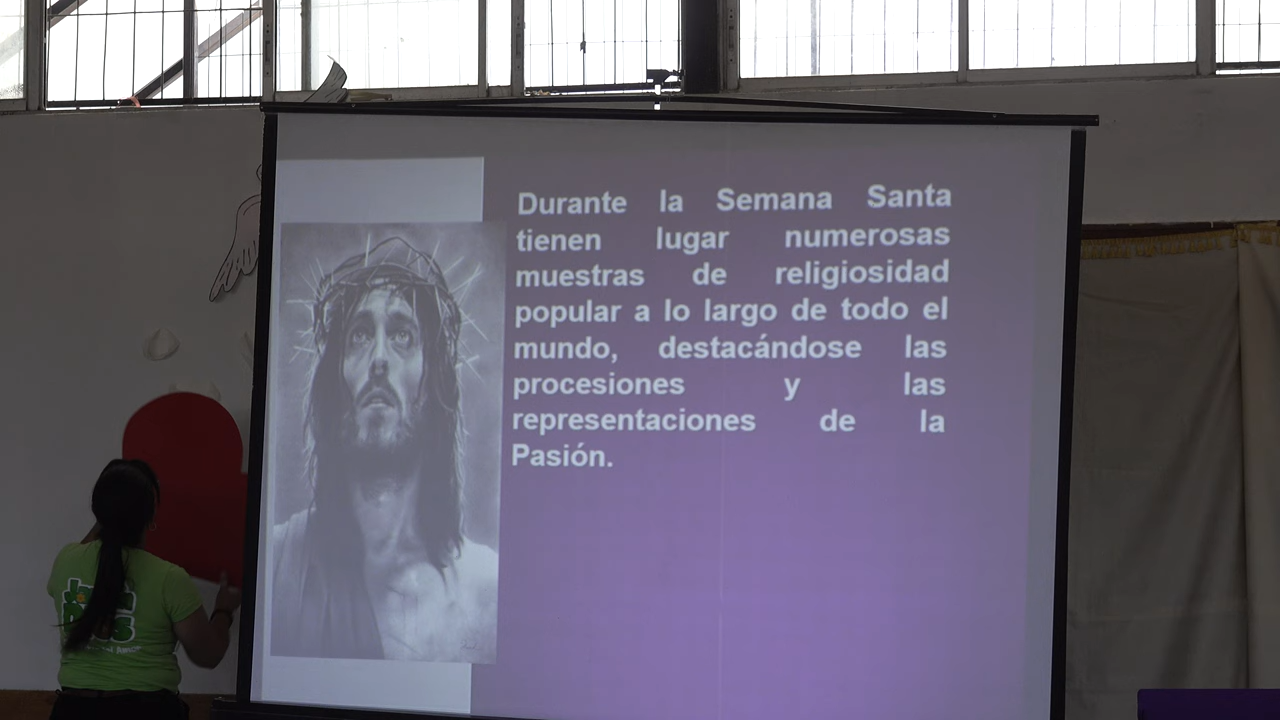 Durante la Semana Santa
tienen lugar numerosas
muestras de religiosidad
popular a lo largo de todo el
mundo, destacándose las
procesiones y las
representaciones de la
Pasión.